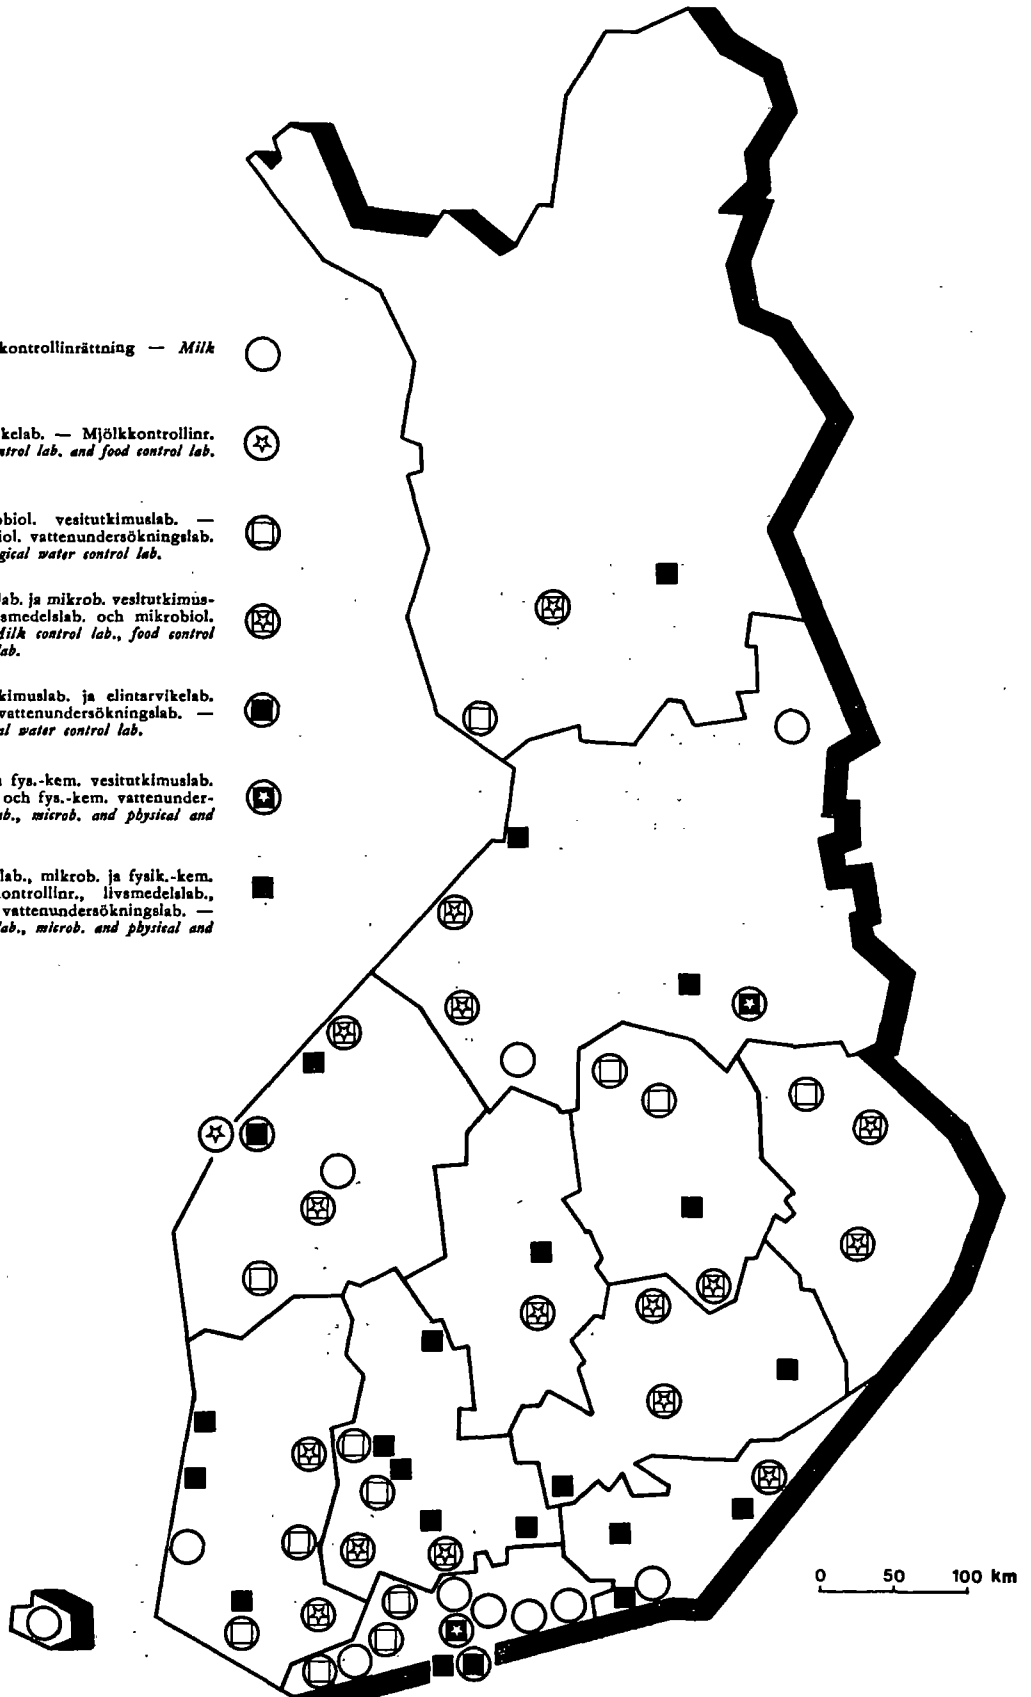 kontrollinrättning — Milk
kelab. — Mjölkkontrollinr.
ntrol lab. and food control lab.
obiol. vesitutkimuslab. —
iol. vattenundersökningslab.
gical water control lab.
lab. ja mikrob. vesitutkimus-
smedelslab. och mikrobiol.
Milk control lab., food control
lab.
kimuslab. ja elintarvikelab.
vattenundersökningslab. —
al water control lab.
a fys.-kem. vesitutkimuslab.
och fys.-kem. vattenunder-
ab., microb. and physical and
lab., mikrob. ja fysik.-kem.
kontrollinr., livsmedelslab.,
vattenundersökningslab. —
lab., microb. and physical and
0 50 100 km